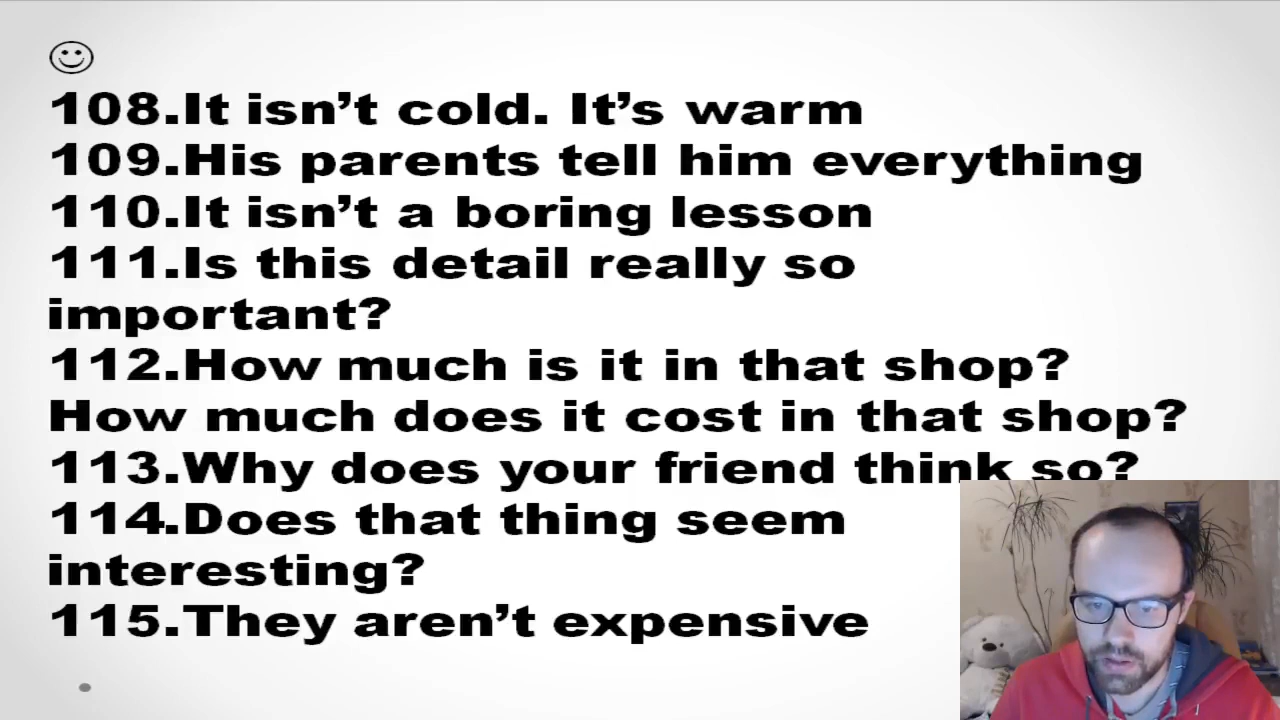 108.It isn’t cold. It’s warm
109.His parents tell him everything
110.It isn’t a boring lesson
111.Is this detail really so
important?
112.How much is it in that shop?
How much does it cost in that shop?
113.Why does your friend think so?
114.Does that thing seem
interesting?
115.They aren’t expensive